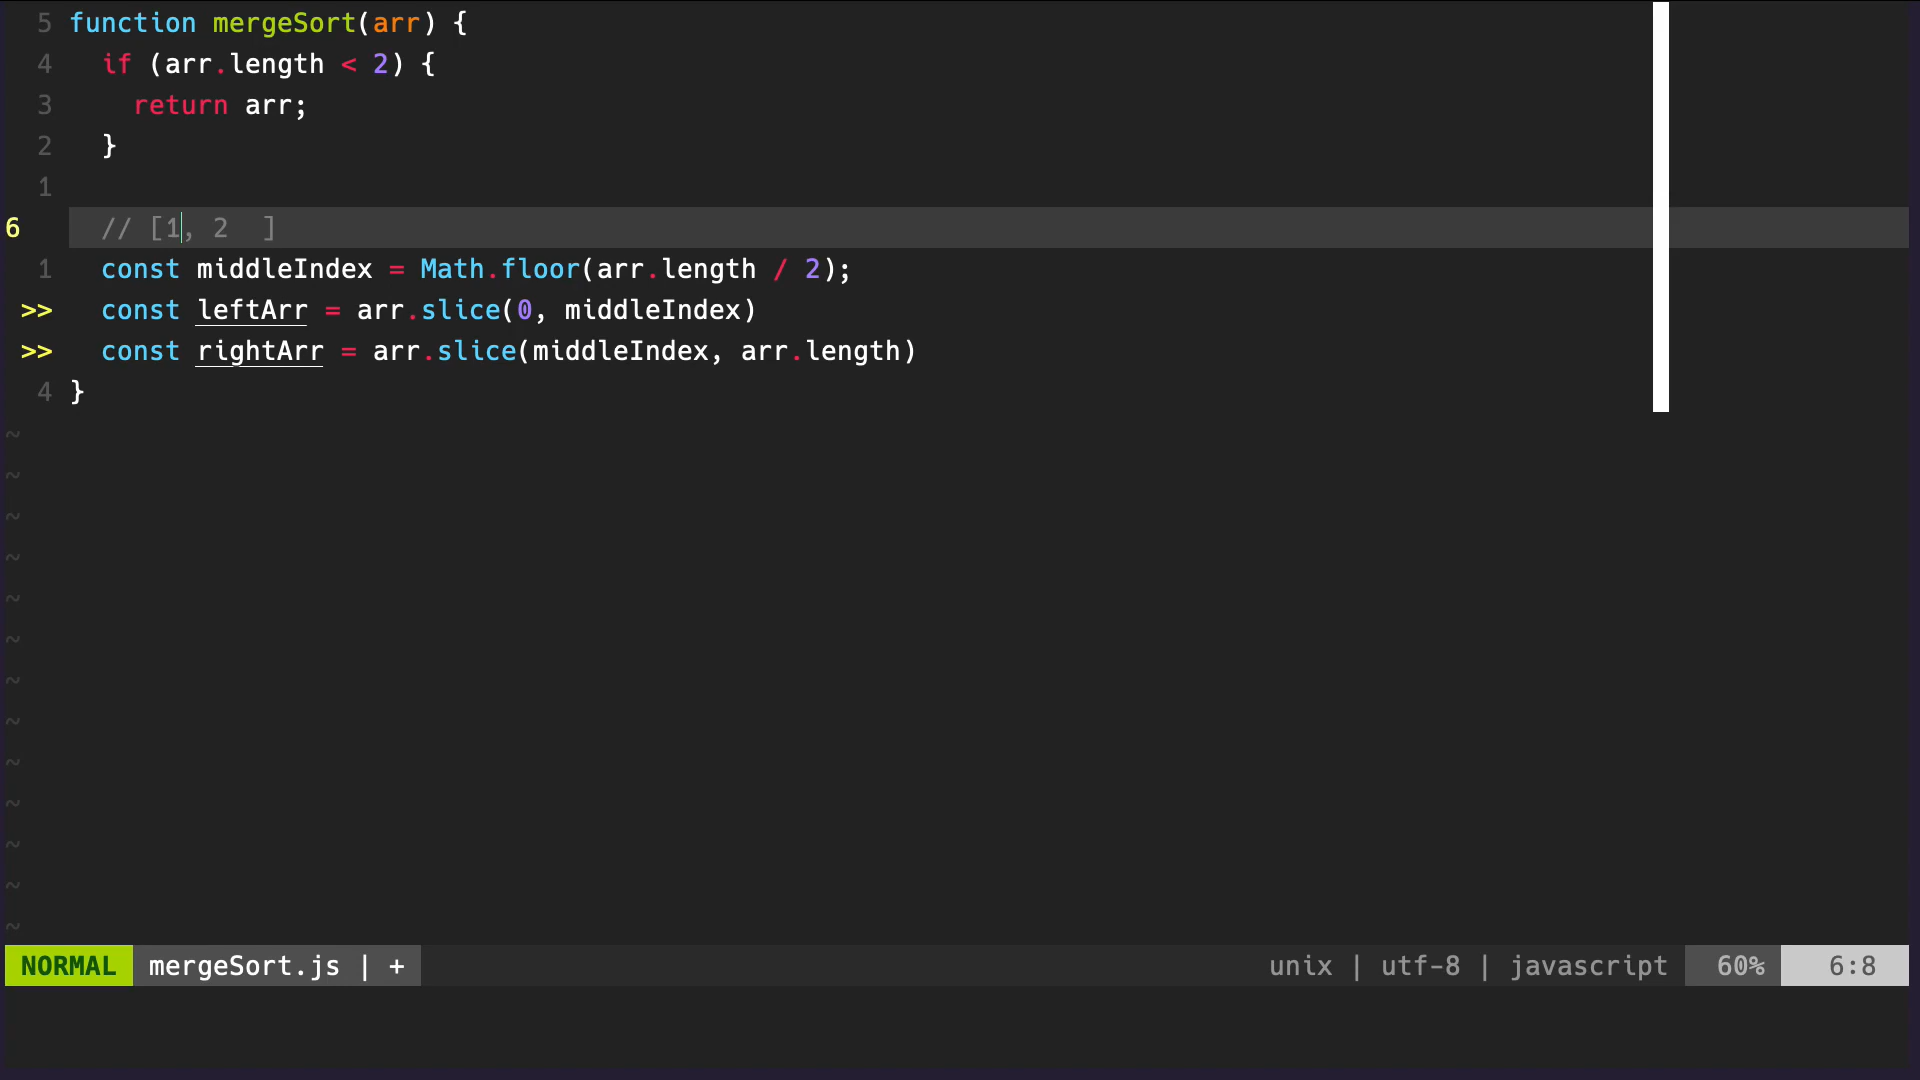 5 function mergeSort(arr) {
4   if (arr.length < 2) {
3     return arr;
2   }
1
6   // [1, 2  ]
1   const middleIndex = Math.floor(arr.length / 2);
>>   const leftArr = arr.slice(0, middleIndex)
>>   const rightArr = arr.slice(middleIndex, arr.length)
4 }
~
~
~
~
~
~
~
~
~
~
~
~
~
NORMAL mergeSort.js | + unix | utf-8 | javascript 60% 6:8